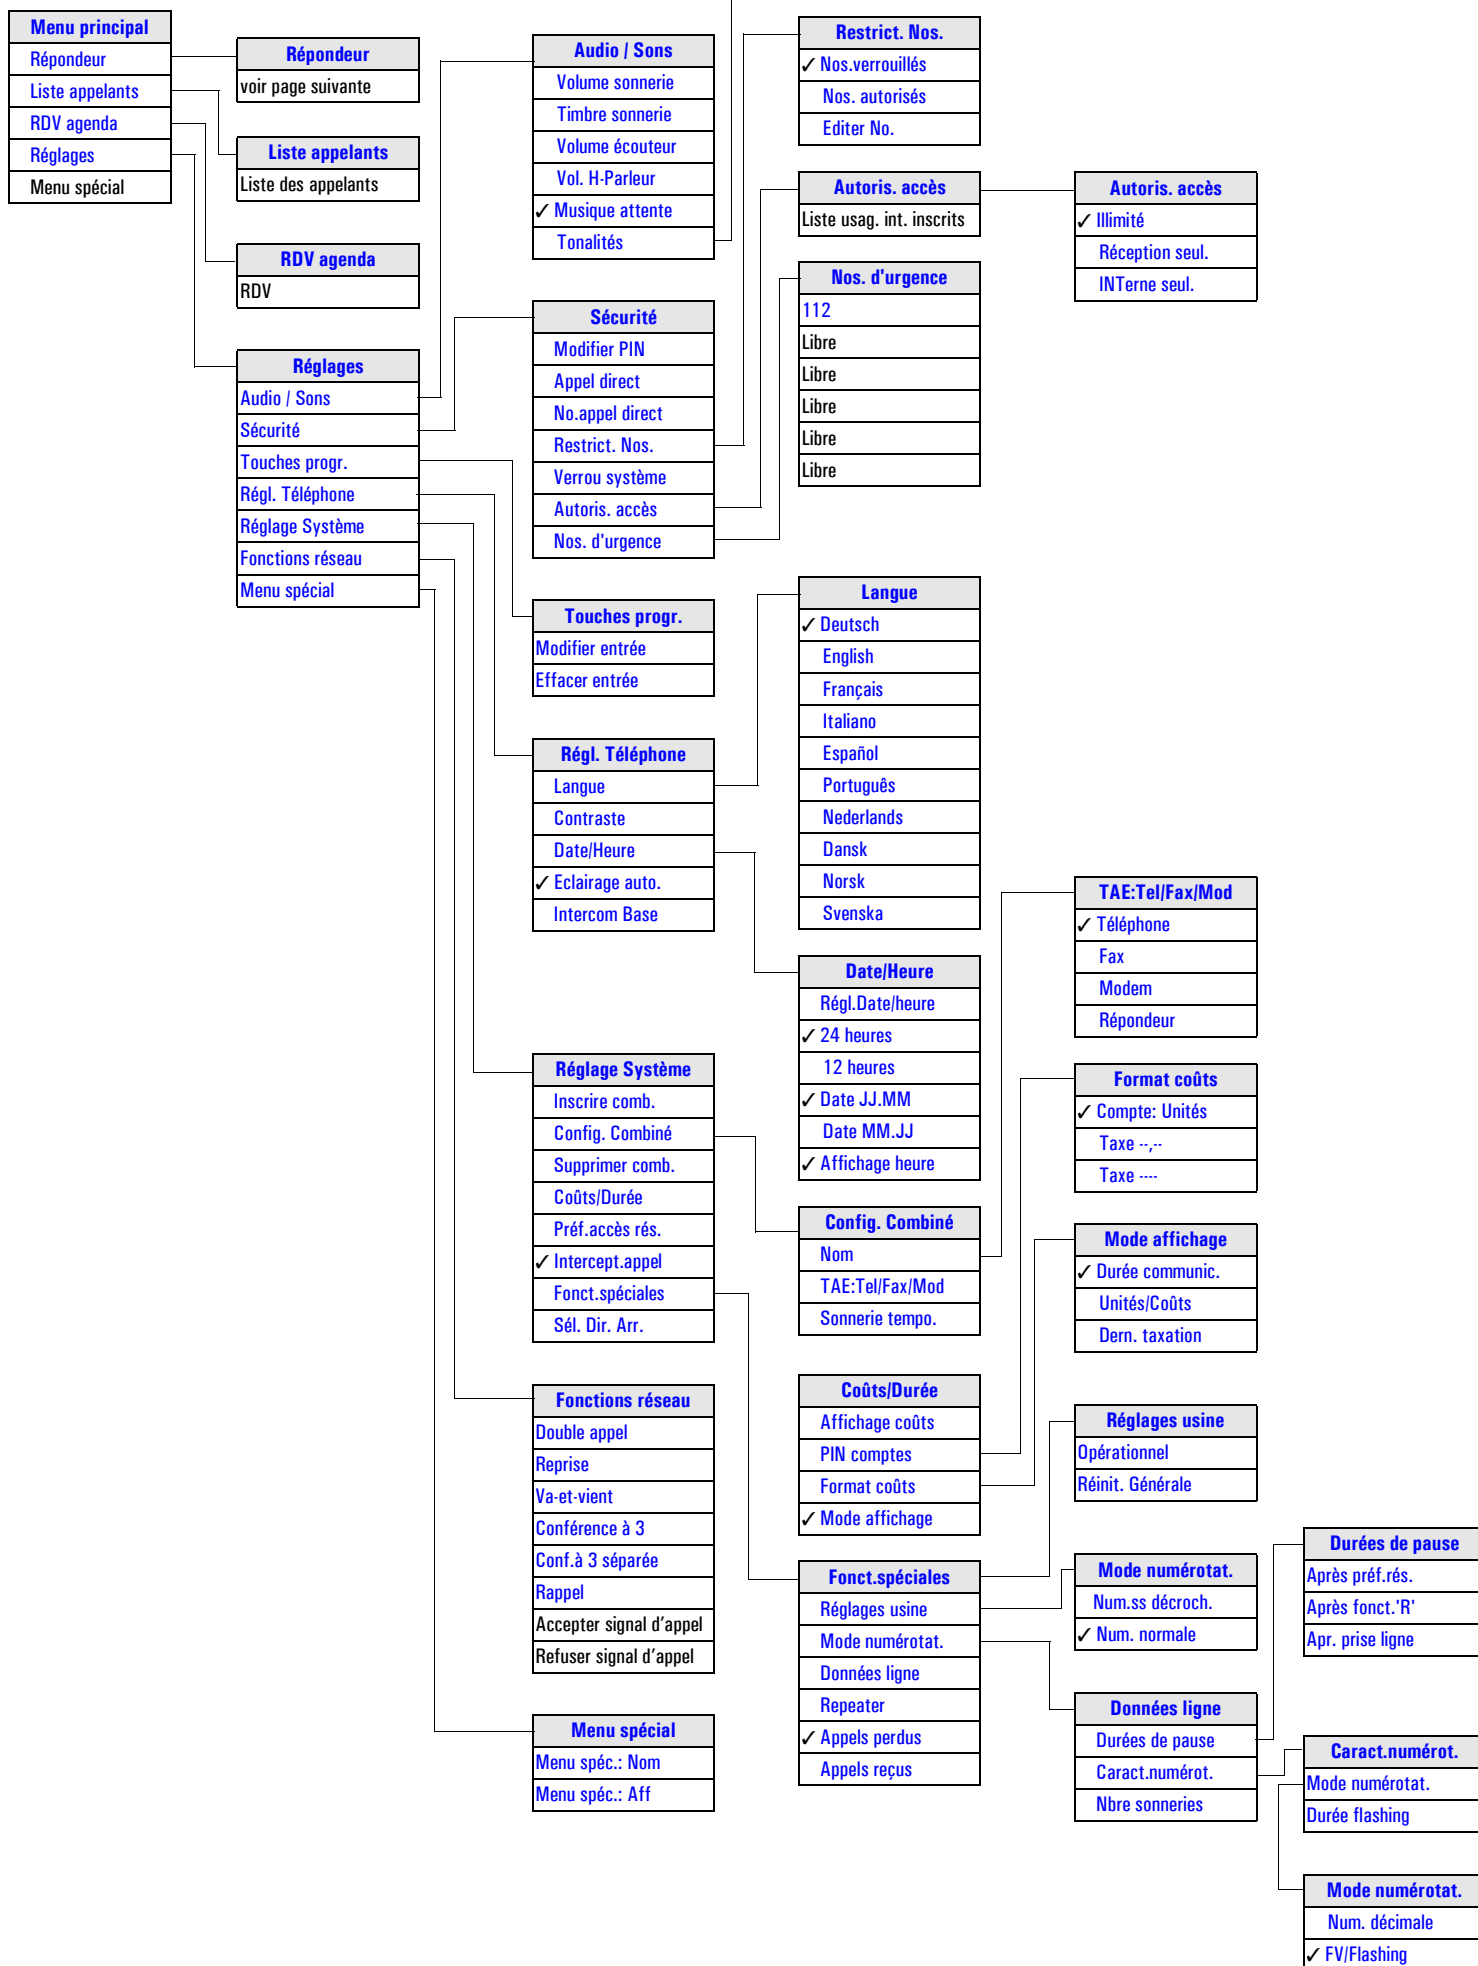 Menu principal
Répondeur
Liste appelants
RDV agenda
Réglages
Menu spécial
Répondeur
voir page suivante
Liste appelants
Liste des appelants
RDV agenda
RDV
Réglages
Audio / Sons
Sécurité
Touches progr.
Régl. Téléphone
Réglage Système
Fonctions réseau
Menu spécial
Audio / Sons
Volume sonnerie
Timbre sonnerie
Volume écouteur
Vol. H-Parleur
✓ Musique attente
Tonalités
Sécurité
Modifier PIN
Appel direct
No.appel direct
Restrict. Nos.
Verrou système
Autoris. accès
Nos. d'urgence
Touches progr.
Modifier entrée
Effacer entrée
Régl. Téléphone
Langue
Contraste
Date/Heure
✓ Eclairage auto.
Intercom Base
Réglage Système
Inscrire comb.
Config. Combiné
Supprimer comb.
Coûts/Durée
Préf.accès rés.
✓ Intercept.appel
Fonct.spéciales
Sél. Dir. Arr.
Fonctions réseau
Double appel
Reprise
Va-et-vient
Conférence à 3
Conf.à 3 séparée
Rappel
Accepter signal d’appel
Refuser signal d’appel
Menu spécial
Menu spéc.: Nom
Menu spéc.: Aff
Restrict. Nos.
✓ Nos.verrouillés
Nos. autorisés
Editer No.
Autoris. accès
Liste usag. int. inscrits
Nos. d'urgence
112
Libre
Libre
Libre
Libre
Libre
Langue
✓ Deutsch
English
Français
Italiano
Español
Português
Nederlands
Dansk
Norsk
Svenska
Date/Heure
Régl.Date/heure
✓ 24 heures
12 heures
✓ Date JJ.MM
Date MM.JJ
✓ Affichage heure
Config. Combiné
Nom
TAE:Tel/Fax/Mod
Sonnerie tempo.
Coûts/Durée
Affichage coûts
PIN comptes
Format coûts
✓ Mode affichage
Fonct.spéciales
Réglages usine
Mode numérotat.
Données ligne
Repeater
✓ Appels perdus
Appels reçus
Autoris. accès
✓ Illimité
Réception seul.
INTerne seul.
TAE:Tel/Fax/Mod
✓ Téléphone
Fax
Modem
Répondeur
Format coûts
✓ Compte: Unités
Taxe --,--
Taxe ----
Mode affichage
✓ Durée communic.
Unités/Coûts
Dern. taxation
Réglages usine
Opérationnel
Réinit. Générale
Mode numérotat.
Num.ss décroch.
✓ Num. normale
Données ligne
Durées de pause
Caract.numérot.
Nbre sonneries
Durées de pause
Après préf.rés.
Après fonct.'R'
Apr. prise ligne
Caract.numérot.
Mode numérotat.
Durée flashing
Mode numérotat.
Num. décimale
✓ FV/Flashing